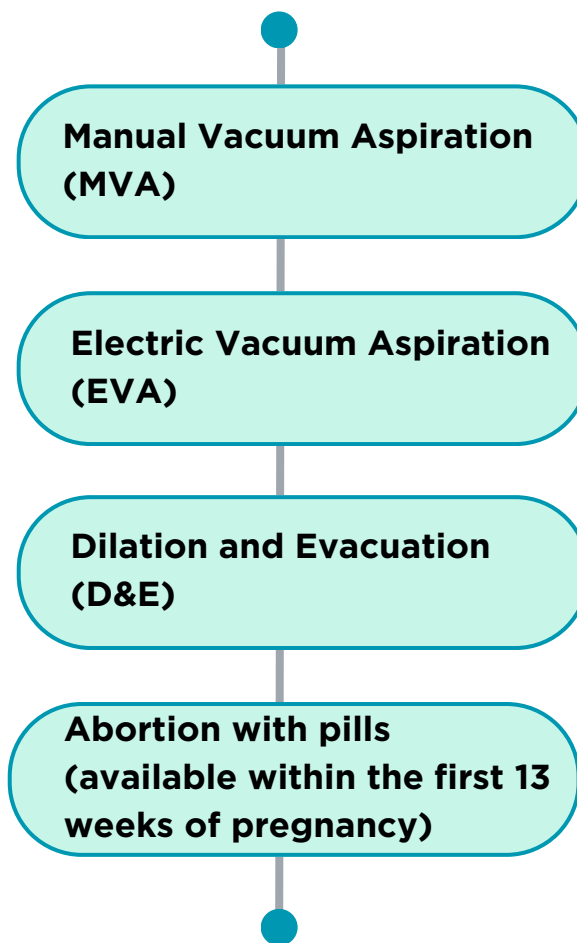 Manual Vacuum Aspiration
(MVA)
Electric Vacuum Aspiration
(EVA)
Dilation and Evacuation
(D&E)
Abortion with pills
(available within the first 13
weeks of pregnancy)